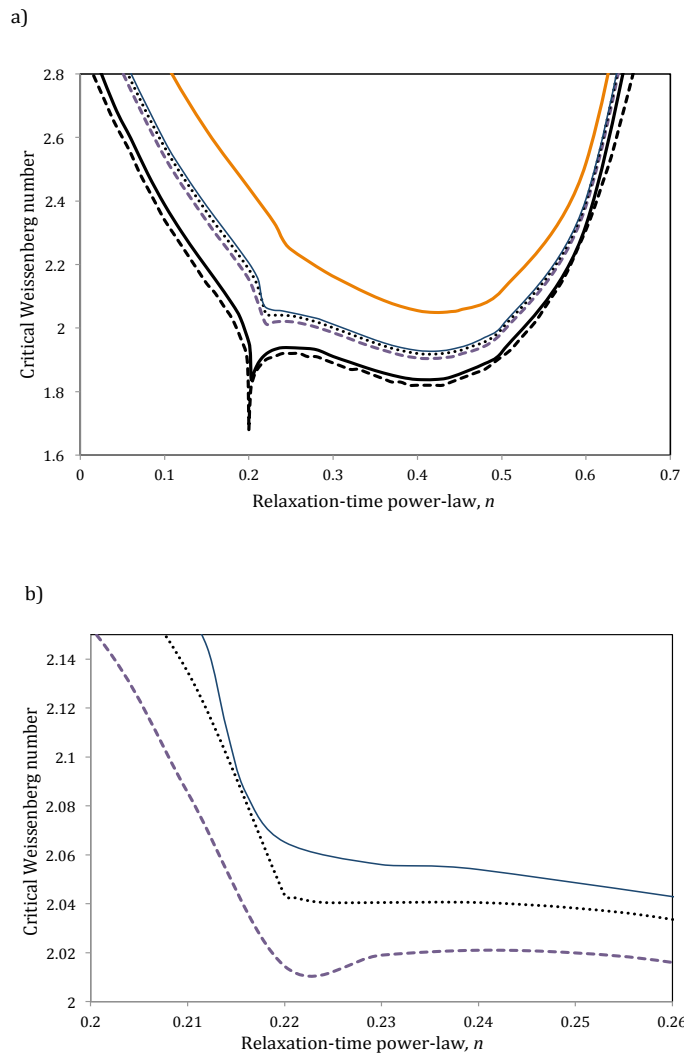 a)
2.8
2.6
2.4
2.2
2
1.8
1.6
Critical Weissenberg number
0 0.1 0.2 0.3 0.4 0.5 0.6 0.7
Relaxation-time power-law, n
b)
2.14
2.12
2.1
2.08
2.06
2.04
2.02
2
Critical Weissenberg number
0.2 0.21 0.22 0.23 0.24 0.25 0.26
Relaxation-time power-law, n